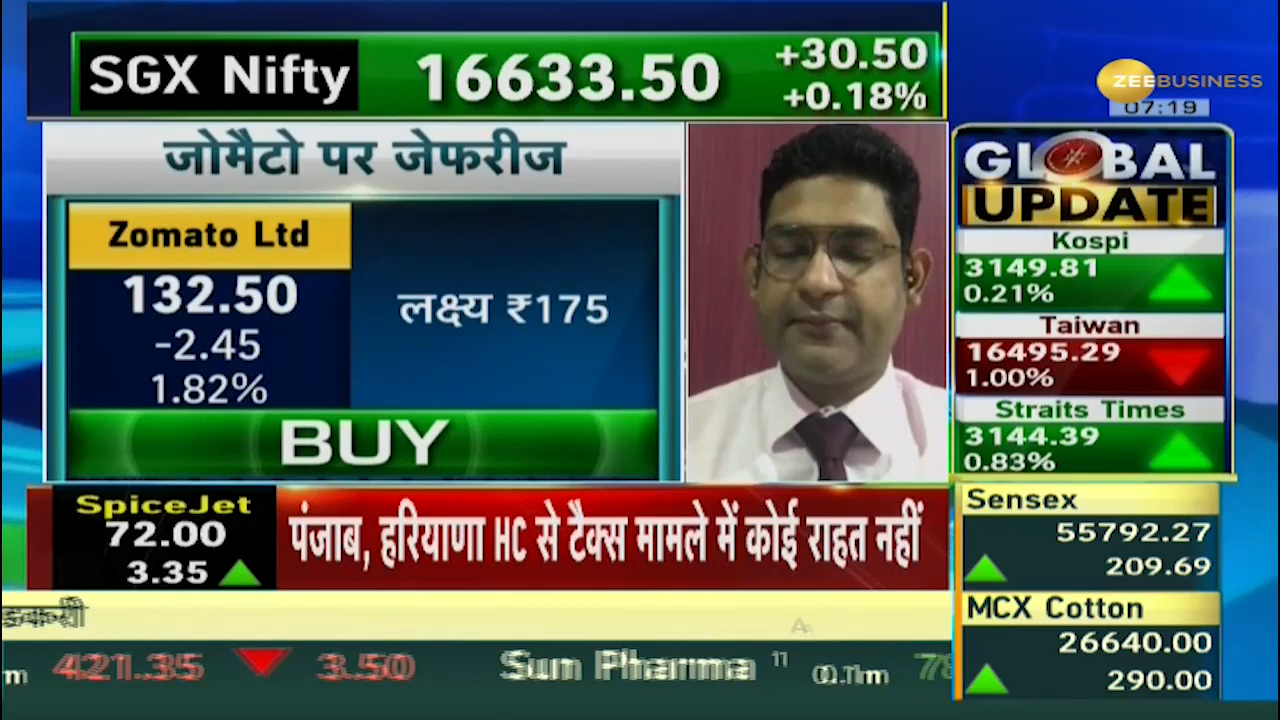 SGX Nifty 16633.50 +30.50
+0.18%
ZEEBUSINESS
07:19
जोमैटो पर जेफरीज
Zomato Ltd
132.50
-2.45
1.82%
लक्ष्य ₹175
BUY
GLOBAL
UPDATE
Kospi
3149.81
0.21%
Taiwan
16495.29
1.00%
Straits Times
3144.39
0.83%
SpiceJet
72.00
3.35
पंजाब, हरियाणा HC से टैक्स मामले में कोई राहत नहीं
Sensex
55792.27
209.69
MCX Cotton
26640.00
290.00
421.35 3.50 Sun Pharma